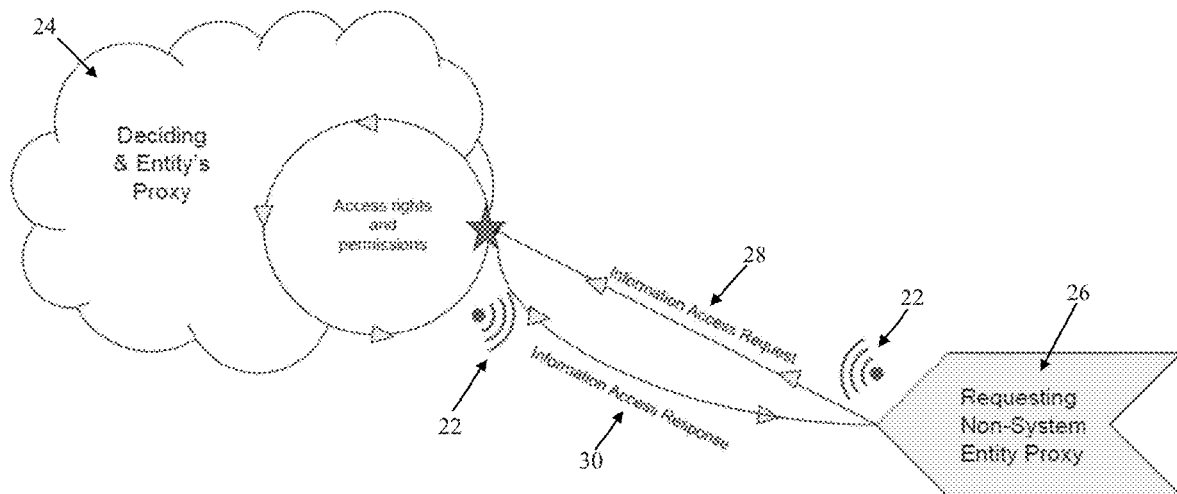 24
Deciding
& Entity's
Proxy
Access rights
and
permissions
28
Information Access Request
22
26
Information Access Response
22
30
Requesting
Non-System
Entity Proxy